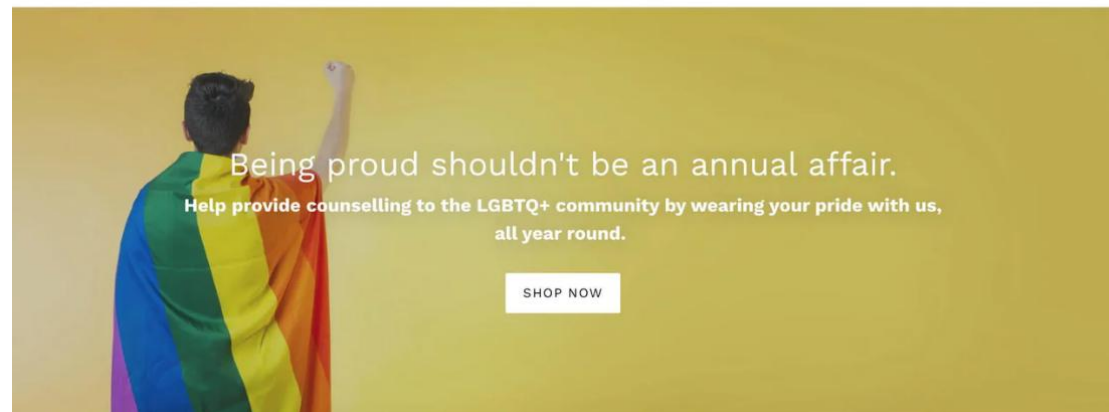 Being proud shouldn't be an annual affair.
Help provide counselling to the LGBTQ+ community by wearing your pride with us,
all year round.
SHOP NOW